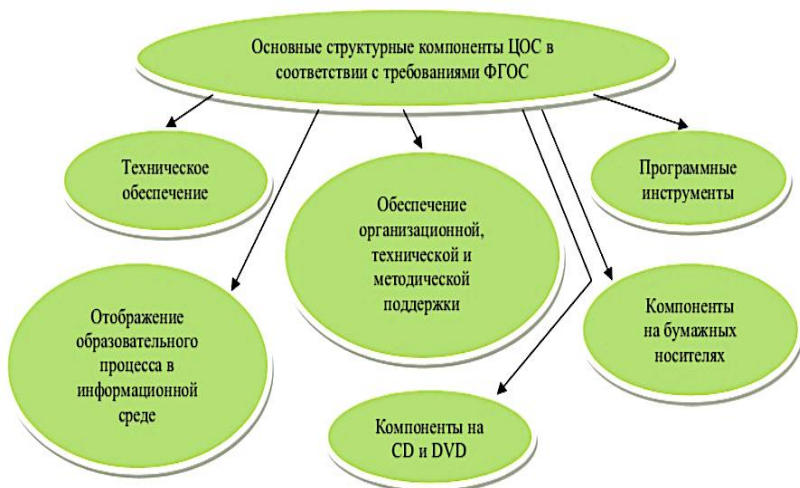 Основные структурные компоненты ЦОС в
соответствии с требованиями ФГОС
Техническое
обеспечение
Программные
инструменты
Обеспечение
организационной,
технической и
методической
поддержки
Отображение
образовательного
процесса в
информационной
среде
Компоненты
на бумажных
носителях
Компоненты на
CD и DVD